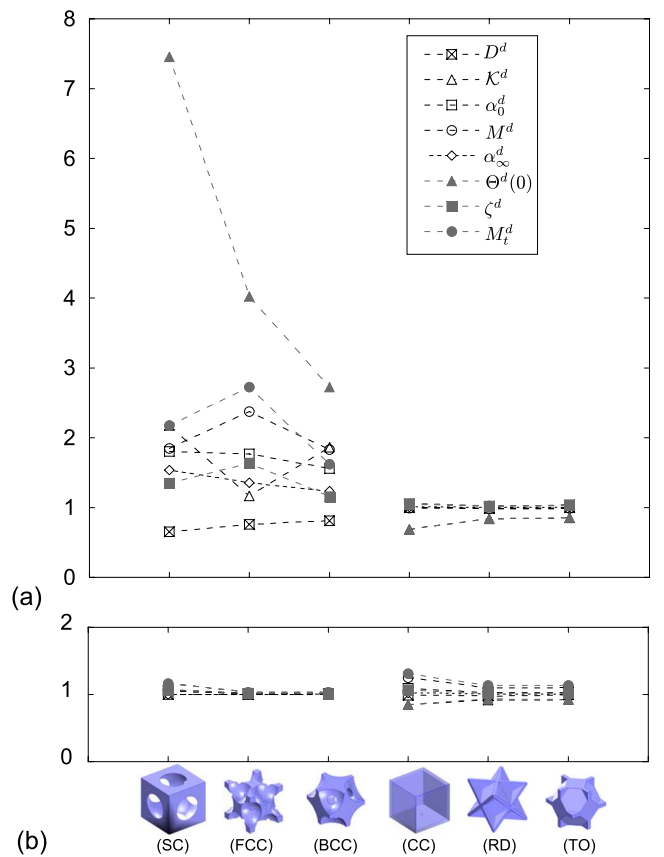 8
7
6
5
4
3
2
1
0
D^d
𝒦^d
α_0^d
M^d
α_∞^d
Θ^d(0)
ζ^d
M_t^d
(a)
2
1
0
(b)
(SC) (FCC) (BCC) (CC) (RD) (TO)